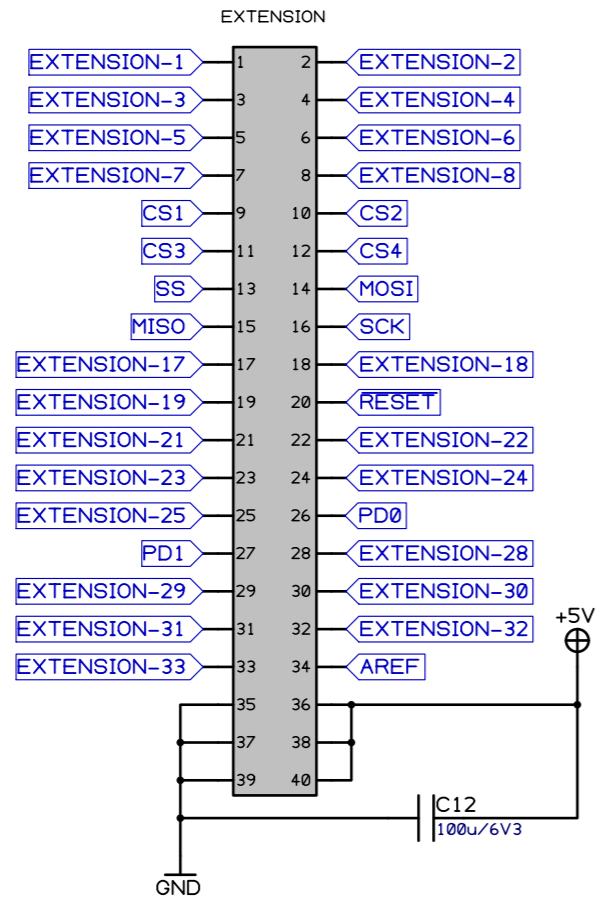 EXTENSION
EXTENSION-1 1 2 EXTENSION-2
EXTENSION-3 3 4 EXTENSION-4
EXTENSION-5 5 6 EXTENSION-6
EXTENSION-7 7 8 EXTENSION-8
CS1 9 10 CS2
CS3 11 12 CS4
SS 13 14 MOSI
MISO 15 16 SCK
EXTENSION-17 17 18 EXTENSION-18
EXTENSION-19 19 20 RESET
EXTENSION-21 21 22 EXTENSION-22
EXTENSION-23 23 24 EXTENSION-24
EXTENSION-25 25 26 PD0
PD1 27 28 EXTENSION-28
EXTENSION-29 29 30 EXTENSION-30
EXTENSION-31 31 32 EXTENSION-32
+5V
EXTENSION-33 33 34 AREF
35 36
37 38
39 40
C12
100u/6V3
GND